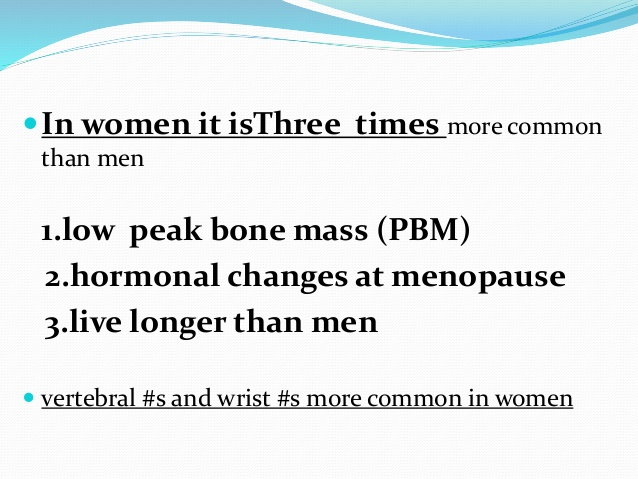 In women it isThree times more common
than men
1.low peak bone mass (PBM)
2.hormonal changes at menopause
3.live longer than men
vertebral #s and wrist #s more common in women